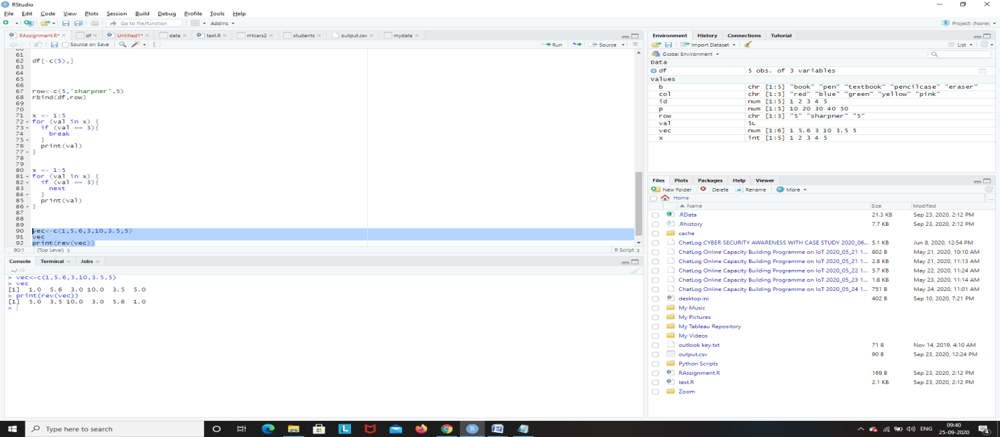 RStudio
File Edit Code View Plots Session Build Debug Profile Tools Help
Go to file/function Addins Project: (None)
RAssignment.R* df Untitled1* data test.R mtcars2 students output.csv mydata
Source on Save Run Source
61
62 df[-c(5),]
63
64
65
66
67 row<-c(5,'sharpner',5)
68 rbind(df,row)
69
70
71 x <- 1:5
72 for (val in x) {
73 if (val == 3){
74 break
75 }
76 print(val)
77 }
78
79
80 x <- 1:5
81 for (val in x) {
82 if (val == 3){
83 next
84 }
85 print(val)
86 }
87
88
89
90 vec<-c(1,5.6,3,10,3.5,5)
91 vec
92 print(rev(vec))
90:1 (Top Level) R Script
Console Terminal Jobs
~/
> vec<-c(1,5.6,3,10,3.5,5)
> vec
[1] 1.0 5.6 3.0 10.0 3.5 5.0
> print(rev(vec))
[1] 5.0 3.5 10.0 3.0 5.6 1.0
>
Environment History Connections Tutorial
Import Dataset List
Global Environment
Data
df 5 obs. of 3 variables
values
b chr [1:5] "book" "pen" "textbook" "pencilcase" "eraser"
col chr [1:5] "red" "blue" "green" "yellow" "pink"
id num [1:5] 1 2 3 4 5
p num [1:5] 10 20 30 40 50
row chr [1:3] "5" "sharpner" "5"
val 5L
vec num [1:6] 1 5.6 3 10 3.5 5
x int [1:5] 1 2 3 4 5
Files Plots Packages Help Viewer
New Folder Delete Rename More
Home
Name Size Modified
.RData 21.3 KB Sep 23, 2020, 2:12 PM
.Rhistory 7.7 KB Sep 23, 2020, 2:12 PM
cache
ChatLog CYBER SECURITY AWARENESS WITH CASE STUDY 2020_06... 5.1 KB Jun 8, 2020, 12:54 PM
ChatLog Online Capacity Building Programme on IoT 2020_05_21 1... 802 B May 21, 2020, 10:10 AM
ChatLog Online Capacity Building Programme on IoT 2020_05_21 1... 2.8 KB May 21, 2020, 11:13 AM
ChatLog Online Capacity Building Programme on IoT 2020_05_22 1... 5.7 KB May 22, 2020, 11:24 AM
ChatLog Online Capacity Building Programme on IoT 2020_05_23 1... 1.8 KB May 23, 2020, 11:14 AM
ChatLog Online Capacity Building Programme on IoT 2020_05_24 1... 751 B May 24, 2020, 11:01 AM
desktop.ini 402 B Sep 10, 2020, 7:21 PM
My Music
My Pictures
My Tableau Repository
My Videos
outlook key.txt 71 B Nov 14, 2019, 4:10 AM
output.csv 90 B Sep 23, 2020, 12:24 PM
Python Scripts
RAssignment.R 169 B Sep 23, 2020, 2:12 PM
test.R 2.1 KB Sep 23, 2020, 2:12 PM
Zoom
Type here to search
ENG 09:40
25-09-2020 4